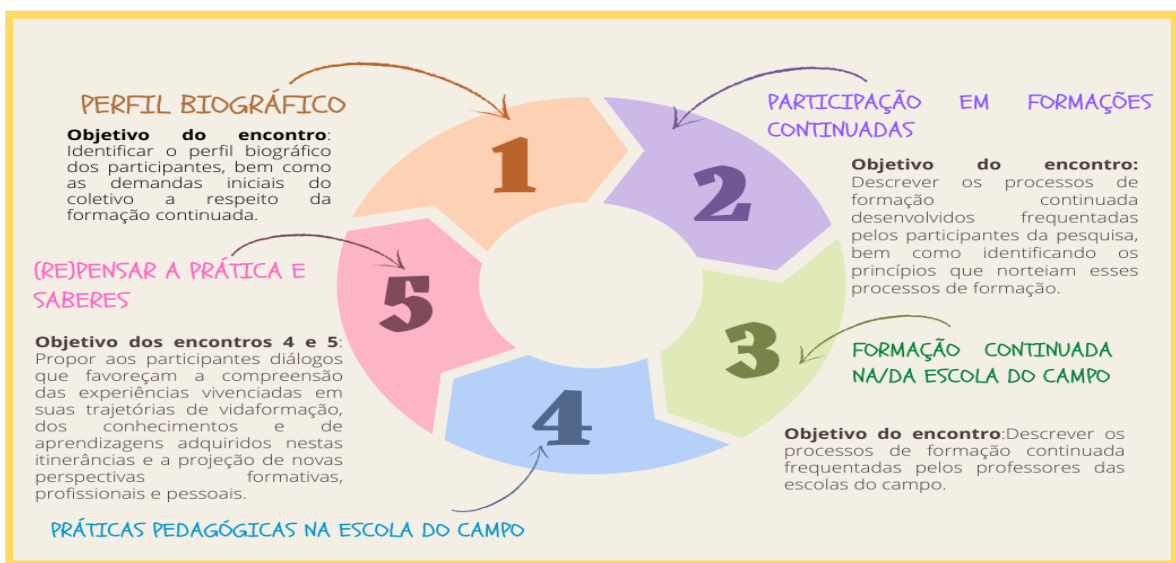 PERFIL BIOGRÁFICO
Objetivo do encontro:
Identificar o perfil biográfico
dos participantes, bem como
as demandas iniciais do
coletivo a respeito da
formação continuada.
1
PARTICIPAÇÃO EM FORMAÇÕES
CONTINUADAS
Objetivo do encontro:
Descrever os processos de
formação continuada
desenvolvidos frequentadas
pelos participantes da pesquisa,
bem como identificando os
princípios que norteiam esses
processos de formação.
2
FORMAÇÃO CONTINUADA
NA/DA ESCOLA DO CAMPO
Objetivo do encontro:Descrever os
processos de formação continuada
frequentadas pelos professores das
escolas do campo.
3
4
PRÁTICAS PEDAGÓGICAS NA ESCOLA DO CAMPO
5
(RE)PENSAR A PRÁTICA E
SABERES
Objetivo dos encontros 4 e 5:
Propor aos participantes diálogos
que favoreçam a compreensão
das experiências vivenciadas em
suas trajetórias de vidaformação,
dos conhecimentos e de
aprendizagens adquiridos nestas
itinerâncias e a projeção de novas
perspectivas formativas,
profissionais e pessoais.